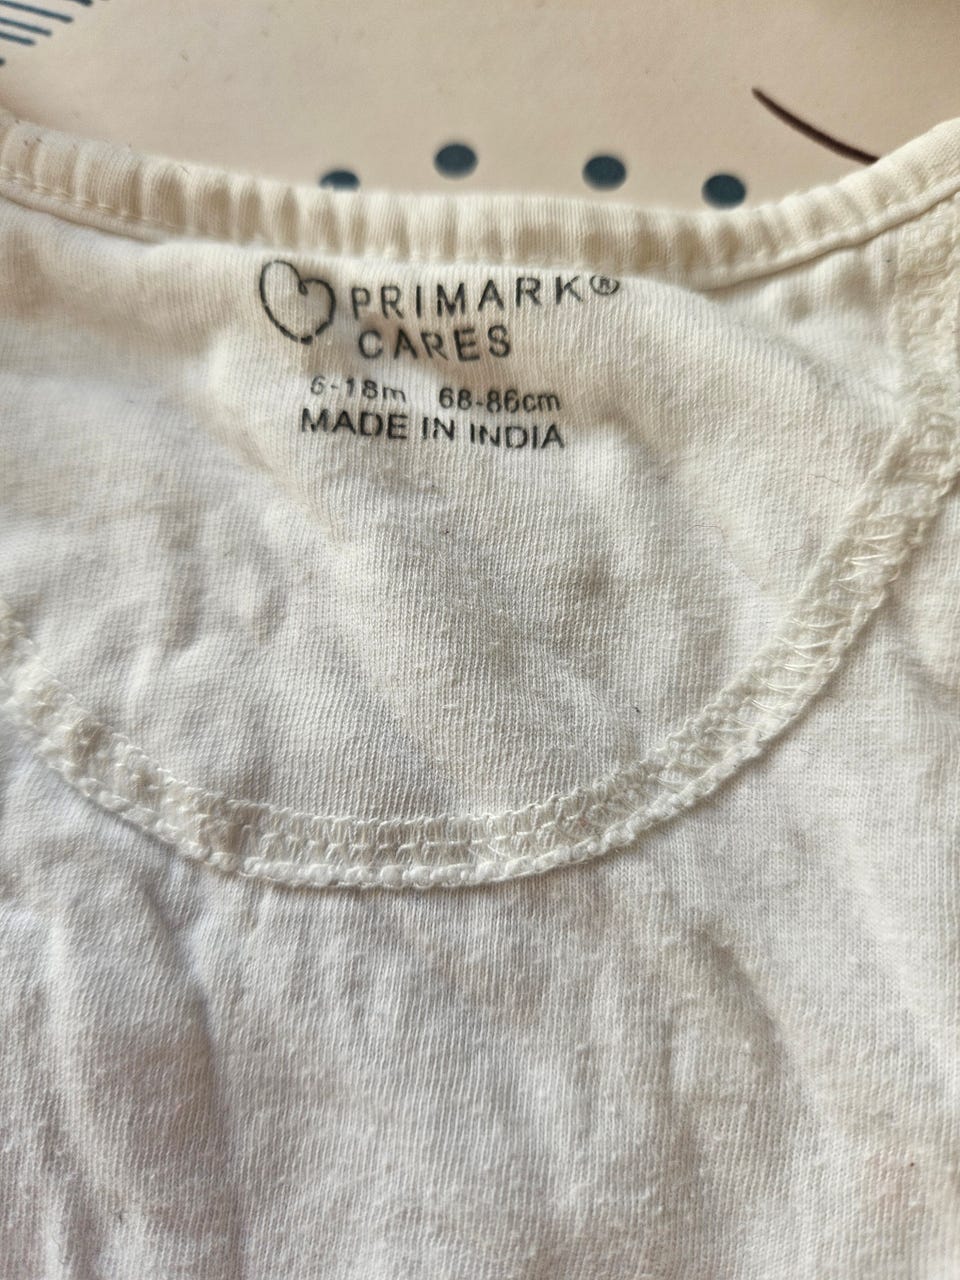 PRIMARK®
CARES
6-18m 68-86cm
MADE IN INDIA